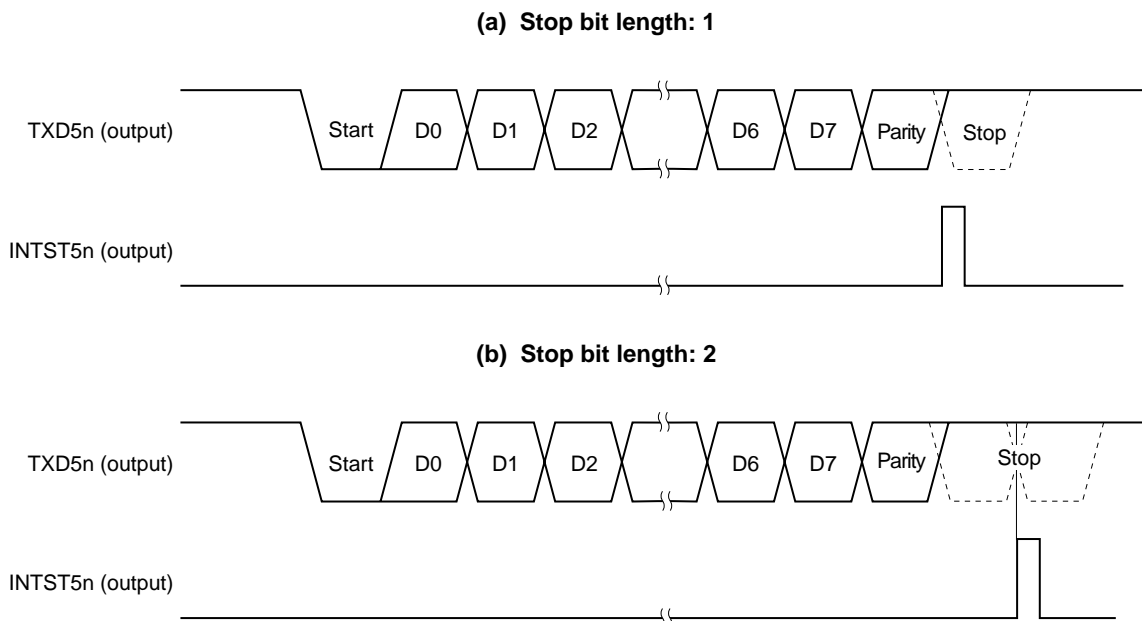 (a) Stop bit length: 1
TXD5n (output)
Start D0 D1 D2 D6 D7 Parity Stop
INTST5n (output)
(b) Stop bit length: 2
TXD5n (output)
Start D0 D1 D2 D6 D7 Parity Stop
INTST5n (output)